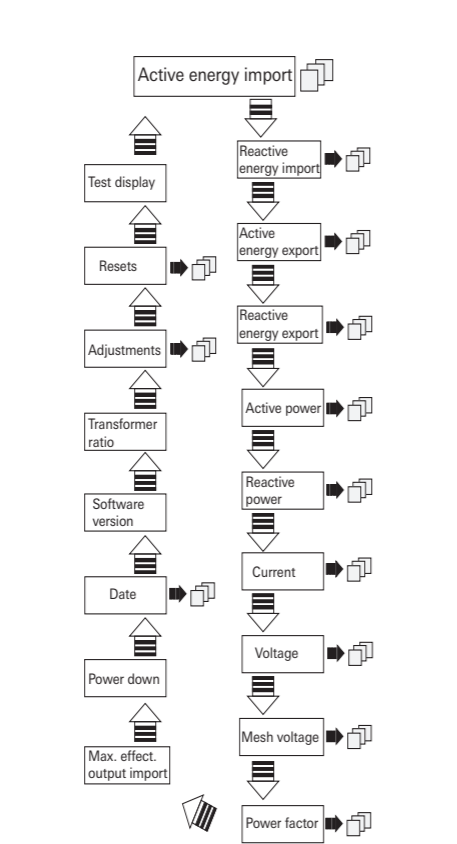 Active energy import
Reactive
energy import
Test display
Active
energy export
Resets
Reactive
energy export
Adjustments
Active power
Transformer
ratio
Reactive
power
Software
version
Current
Date
Voltage
Power down
Mesh voltage
Max. effect.
output import
Power factor